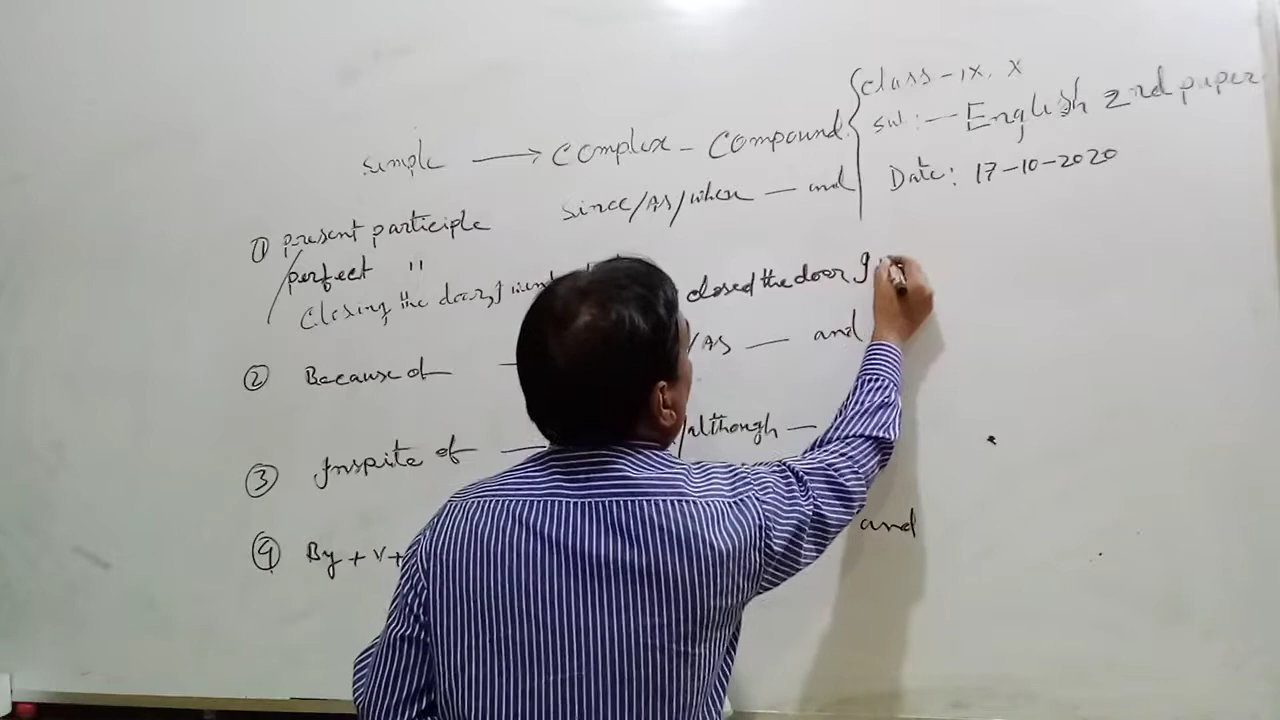 class - IX, X
sub : — English 2nd paper
Date : 17-10-2020
simple → complex - compound
since/As/when — and
① present participle
/perfect "
closing the door, I closed the door I
② Because of — /As — and
③ Inspite of — /although —
④ By + V + and